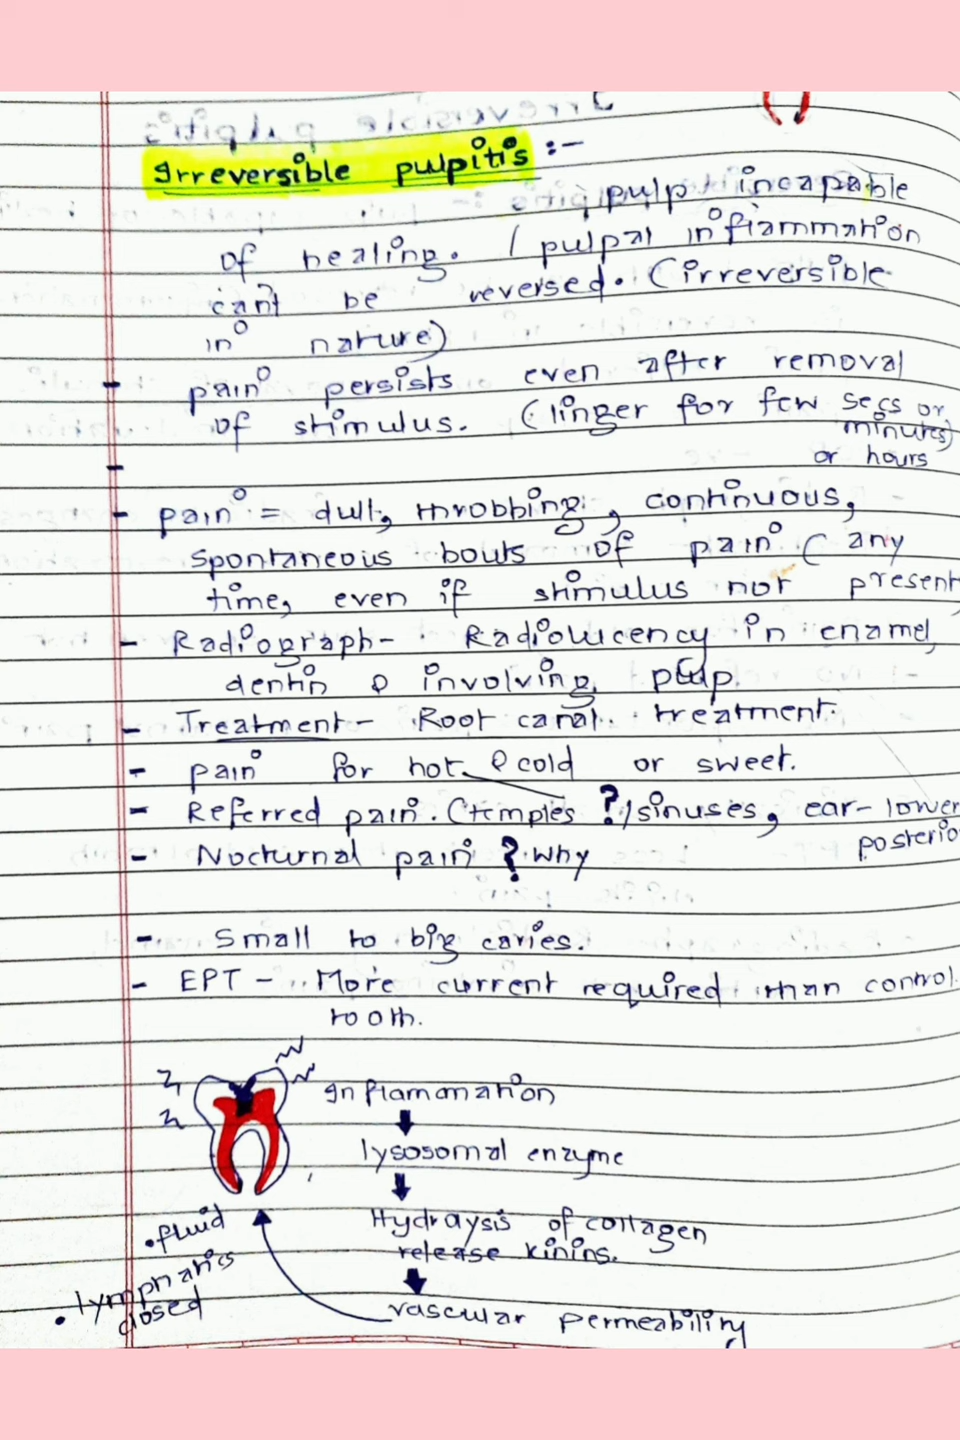 Irreversible pulpitis :-
pulp incapable
of healing. / pulpal inflammation
can't be reversed. (irreversible
in nature)
- pain persists even after removal
of stimulus. (linger for few secs or
minutes)
or hours
-
- pain = dull, throbbing, continuous,
spontaneous bouts of pain (any
time, even if stimulus not present
- Radiograph - Radiolucency in enamel,
dentin & involving pulp.
- Treatment - Root canal treatment.
- pain for hot & cold or sweet.
- Referred pain. (temples ?/sinuses, ear - lower
posterio
- Nocturnal pain ? why
- Small to big caries.
- EPT - More current required than control
tooth.
Inflammation
lysosomal enzyme
Hydraysis of collagen
release kinins.
vascular permeability
• fluid
• lymphatics
closed